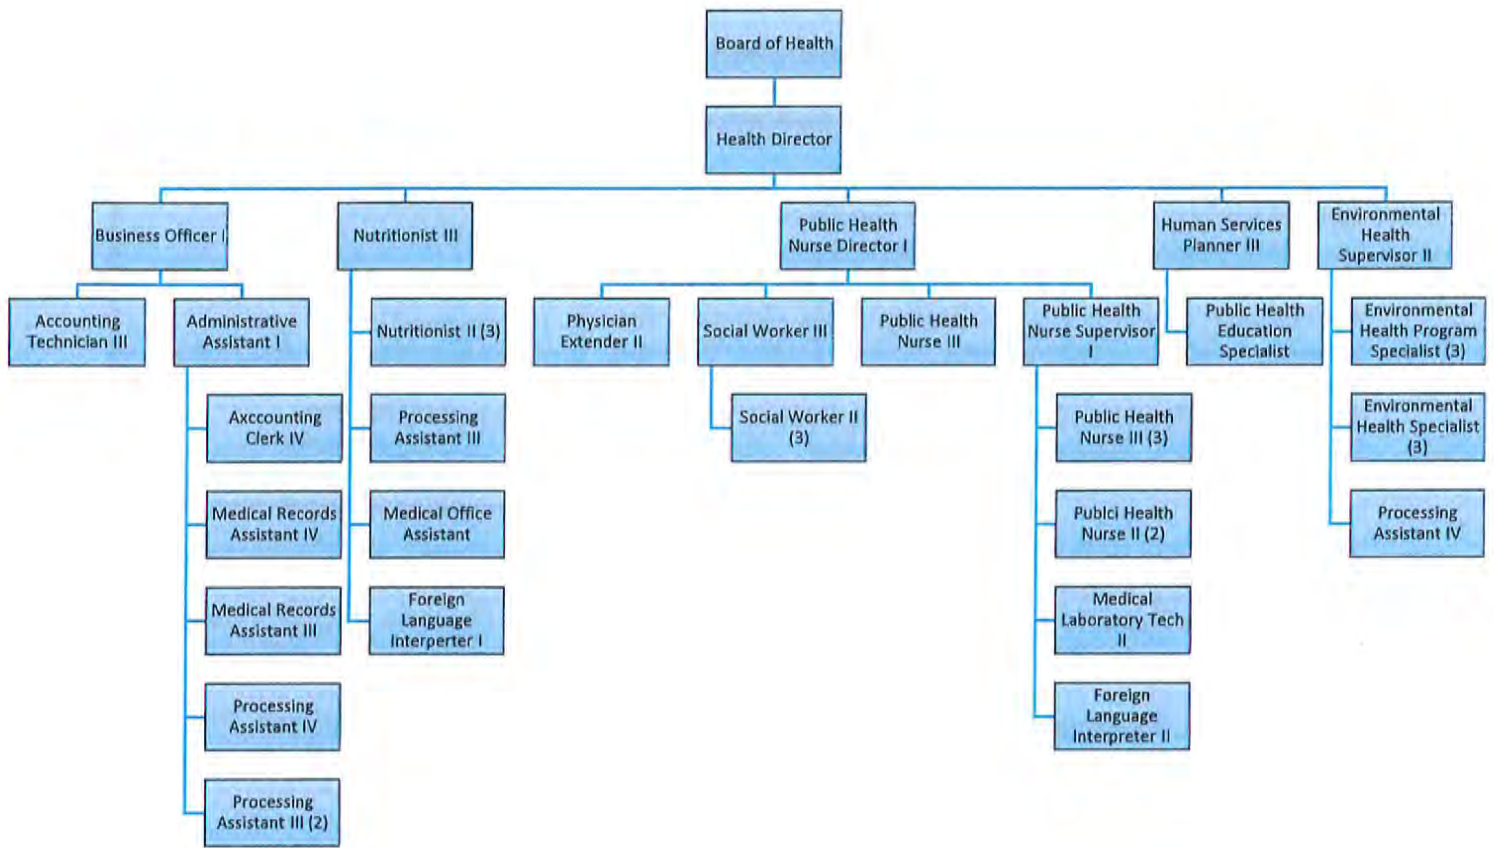 Board of Health
Health Director
Business Officer I
Nutritionist III
Public Health
Nurse Director I
Human Services
Planner III
Environmental
Health
Supervisor II
Accounting
Technician III
Administrative
Assistant I
Nutritionist II (3)
Physician
Extender II
Social Worker III
Public Health
Nurse III
Public Health
Nurse Supervisor
I
Public Health
Education
Specialist
Environmental
Health Program
Specialist (3)
Axccounting
Clerk IV
Processing
Assistant III
Social Worker II
(3)
Public Health
Nurse III (3)
Environmental
Health Specialist
(3)
Medical Records
Assistant IV
Medical Office
Assistant
Publci Health
Nurse II (2)
Processing
Assistant IV
Medical Records
Assistant III
Foreign
Language
Interperter I
Medical
Laboratory Tech
II
Processing
Assistant IV
Foreign
Language
Interpreter II
Processing
Assistant III (2)